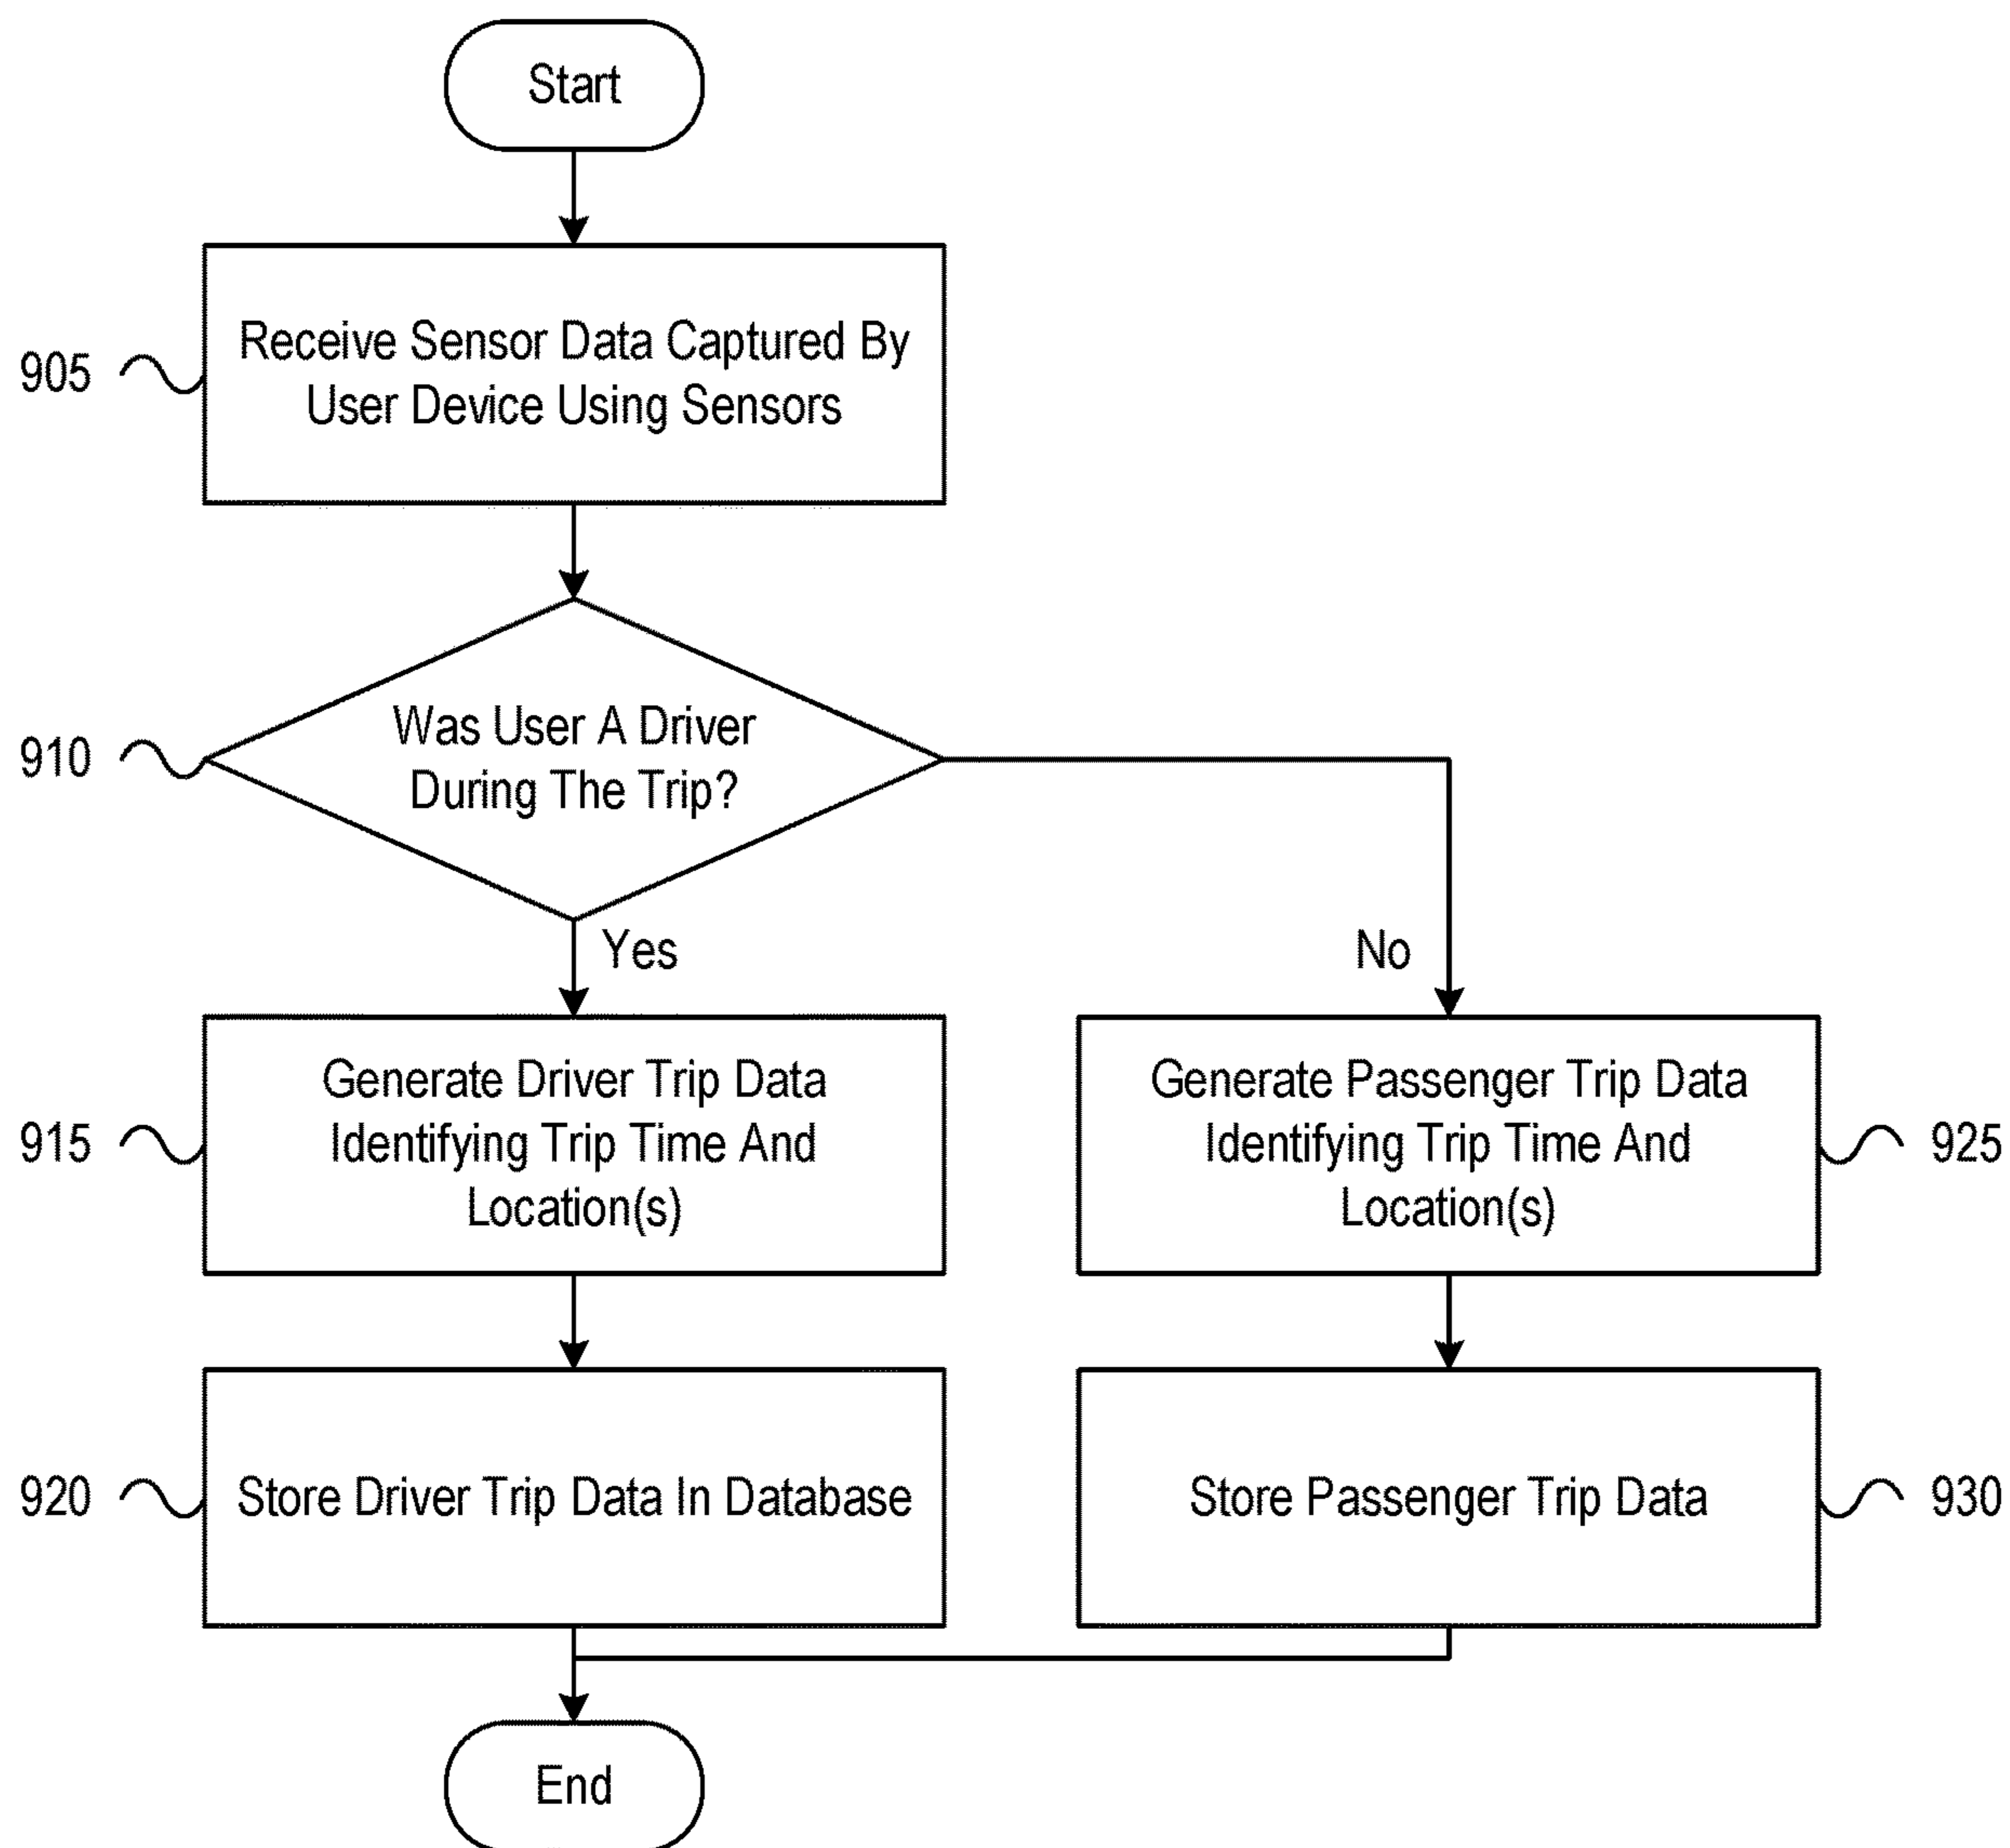 Start
905
Receive Sensor Data Captured By
User Device Using Sensors
910
Was User A Driver
During The Trip?
Yes
No
915
Generate Driver Trip Data
Identifying Trip Time And
Location(s)
Generate Passenger Trip Data
Identifying Trip Time And
Location(s)
925
920
Store Driver Trip Data In Database
Store Passenger Trip Data
930
End